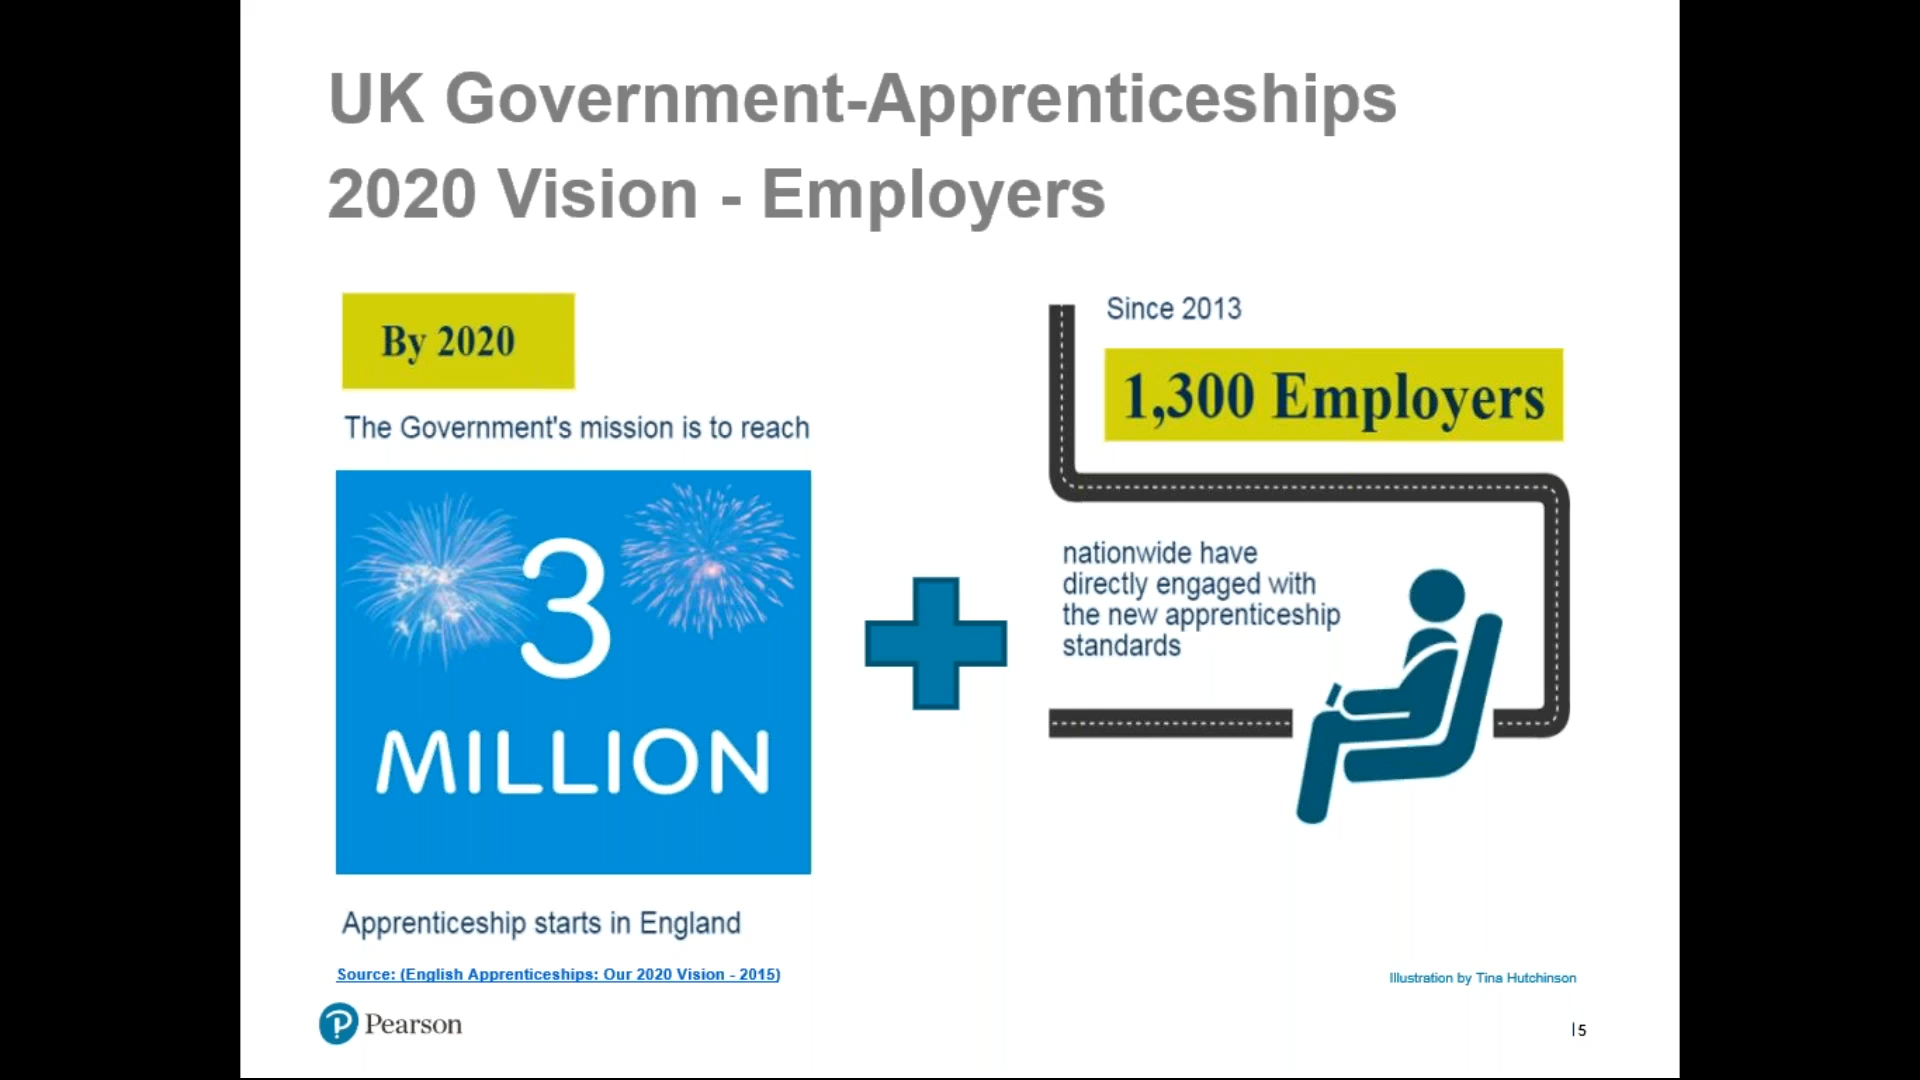 UK Government-Apprenticeships
2020 Vision - Employers
By 2020
The Government's mission is to reach
3
MILLION
Apprenticeship starts in England
Source: (English Apprenticeships: Our 2020 Vision - 2015)
Since 2013
1,300 Employers
nationwide have
directly engaged with
the new apprenticeship
standards
Illustration by Tina Hutchinson
Pearson
5